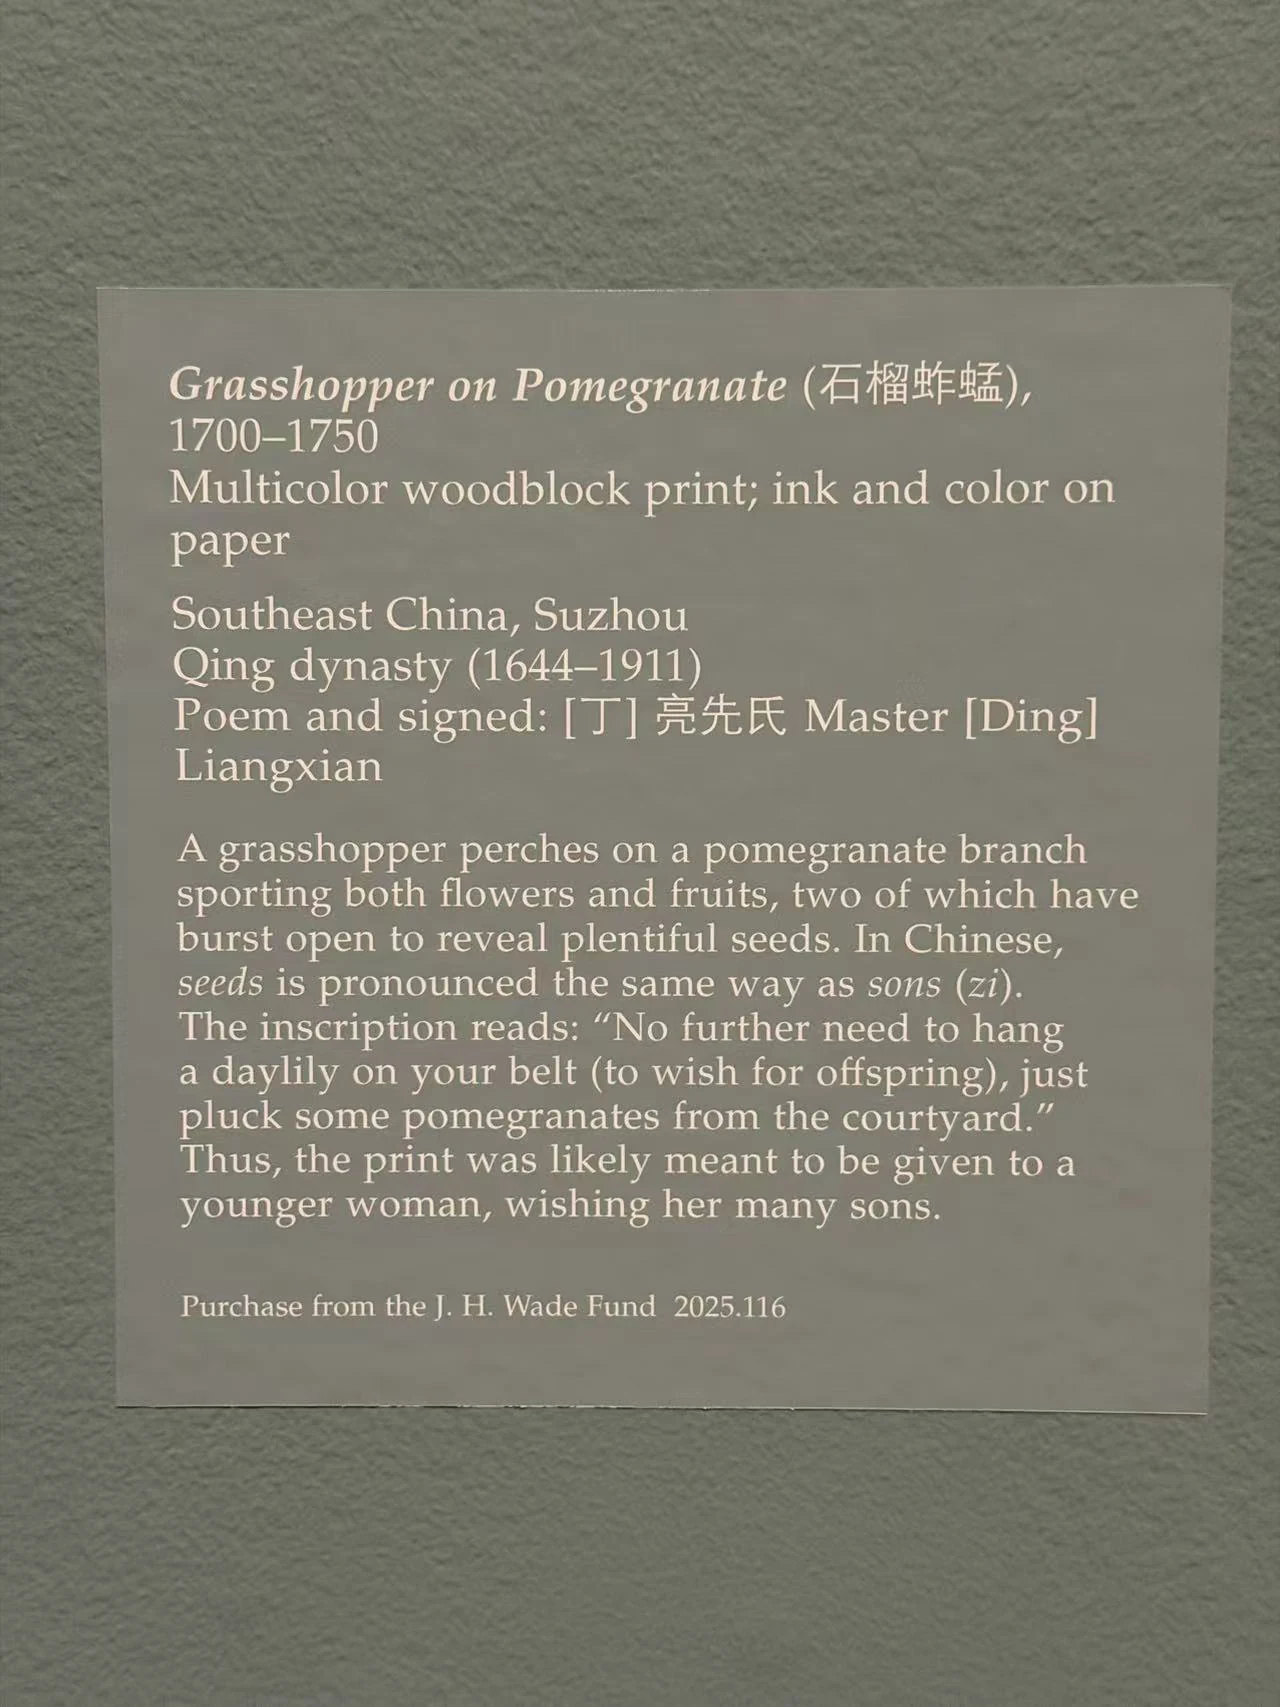 Grasshopper on Pomegranate (石榴蚱蜢),
1700–1750
Multicolor woodblock print; ink and color on
paper
Southeast China, Suzhou
Qing dynasty (1644–1911)
Poem and signed: [丁] 亮先氏 Master [Ding]
Liangxian
A grasshopper perches on a pomegranate branch
sporting both flowers and fruits, two of which have
burst open to reveal plentiful seeds. In Chinese,
seeds is pronounced the same way as sons (zi).
The inscription reads: “No further need to hang
a daylily on your belt (to wish for offspring), just
pluck some pomegranates from the courtyard.”
Thus, the print was likely meant to be given to a
younger woman, wishing her many sons.
Purchase from the J. H. Wade Fund 2025.116